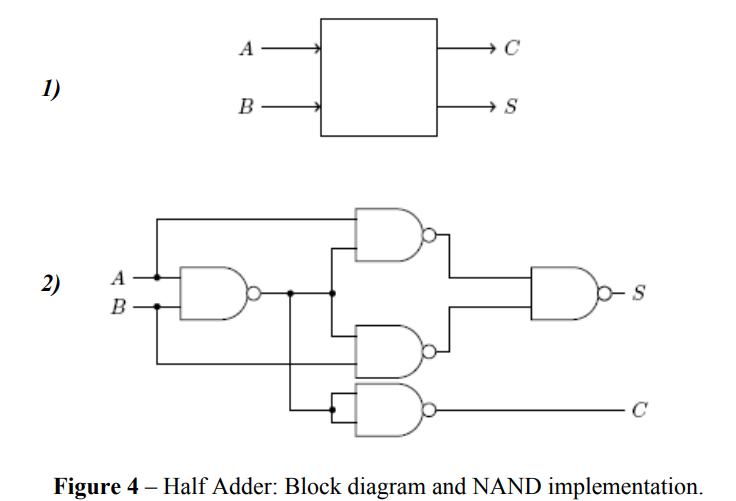 A C
1)
B S
2) A S
B
C
Figure 4 – Half Adder: Block diagram and NAND implementation.